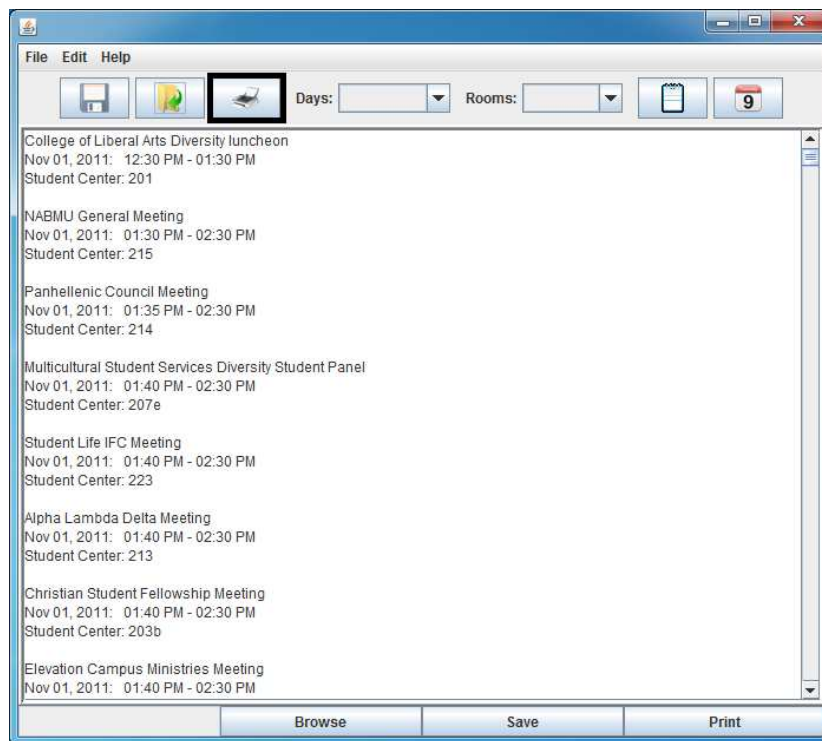 File Edit Help
Days: Rooms: 9
College of Liberal Arts Diversity luncheon
Nov 01, 2011: 12:30 PM - 01:30 PM
Student Center: 201
NABMU General Meeting
Nov 01, 2011: 01:30 PM - 02:30 PM
Student Center: 215
Panhellenic Council Meeting
Nov 01, 2011: 01:35 PM - 02:30 PM
Student Center: 214
Multicultural Student Services Diversity Student Panel
Nov 01, 2011: 01:40 PM - 02:30 PM
Student Center: 207e
Student Life IFC Meeting
Nov 01, 2011: 01:40 PM - 02:30 PM
Student Center: 223
Alpha Lambda Delta Meeting
Nov 01, 2011: 01:40 PM - 02:30 PM
Student Center: 213
Christian Student Fellowship Meeting
Nov 01, 2011: 01:40 PM - 02:30 PM
Student Center: 203b
Elevation Campus Ministries Meeting
Nov 01, 2011: 01:40 PM - 02:30 PM
Browse Save Print